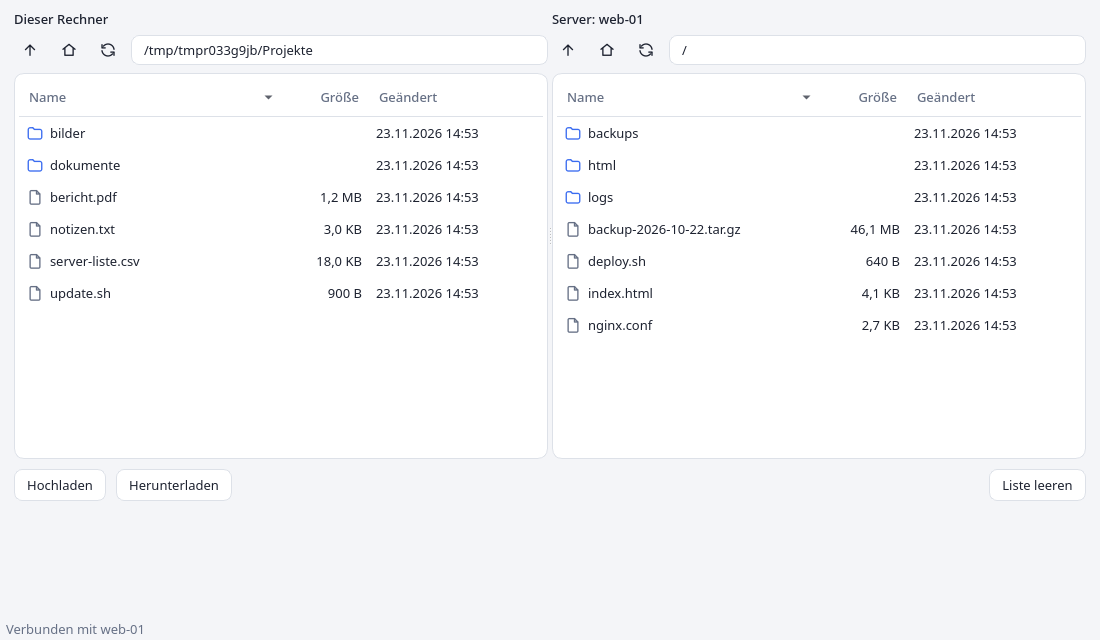 Dieser Rechner
/tmp/tmpr033g9jb/Projekte
Name Größe Geändert
bilder 23.11.2026 14:53
dokumente 23.11.2026 14:53
bericht.pdf 1,2 MB 23.11.2026 14:53
notizen.txt 3,0 KB 23.11.2026 14:53
server-liste.csv 18,0 KB 23.11.2026 14:53
update.sh 900 B 23.11.2026 14:53
Server: web-01
/
Name Größe Geändert
backups 23.11.2026 14:53
html 23.11.2026 14:53
logs 23.11.2026 14:53
backup-2026-10-22.tar.gz 46,1 MB 23.11.2026 14:53
deploy.sh 640 B 23.11.2026 14:53
index.html 4,1 KB 23.11.2026 14:53
nginx.conf 2,7 KB 23.11.2026 14:53
Hochladen Herunterladen Liste leeren
Verbunden mit web-01